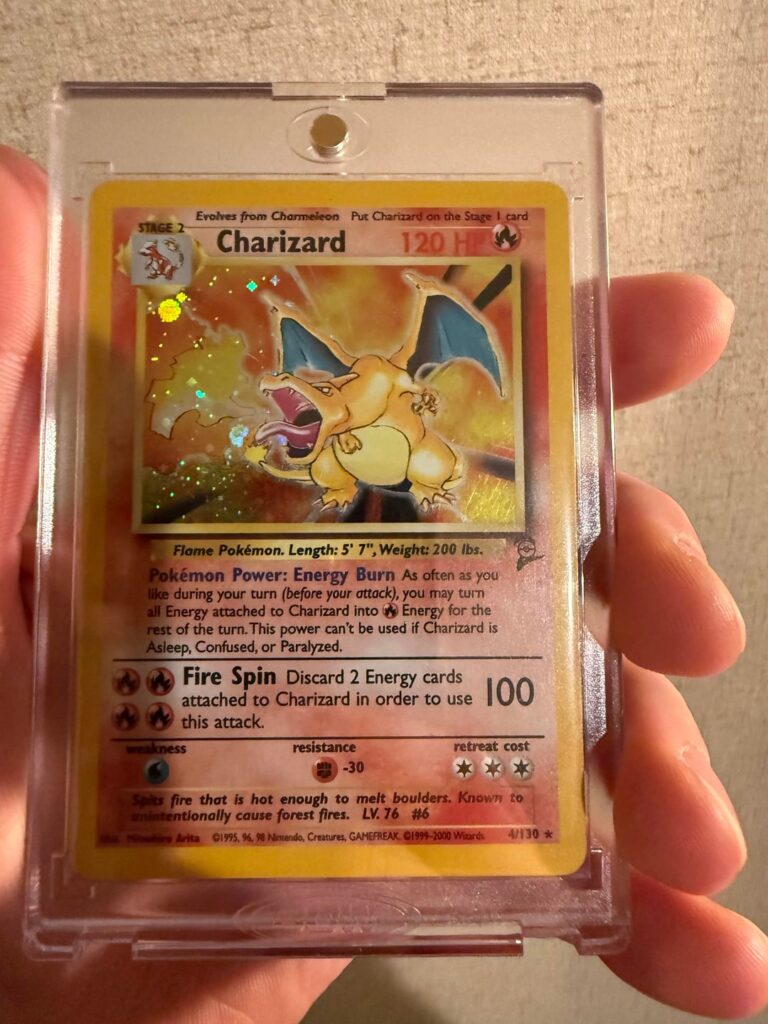 Evolves from Charmeleon Put Charizard on the Stage 1 card
STAGE 2
Charizard 120 HP
Flame Pokémon. Length: 5' 7", Weight: 200 lbs.
Pokémon Power: Energy Burn As often as you
like during your turn (before your attack), you may turn
all Energy attached to Charizard into Energy for the
rest of the turn. This power can't be used if Charizard is
Asleep, Confused, or Paralyzed.
Fire Spin Discard 2 Energy cards
attached to Charizard in order to use
this attack.
100
weakness resistance retreat cost
-30
Spits fire that is hot enough to melt boulders. Known to
unintentionally cause forest fires. LV. 76 #6
Illus. Mitsuhiro Arita ©1995, 96, 98 Nintendo, Creatures, GAMEFREAK. ©1999-2000 Wizards. 4/130 ★